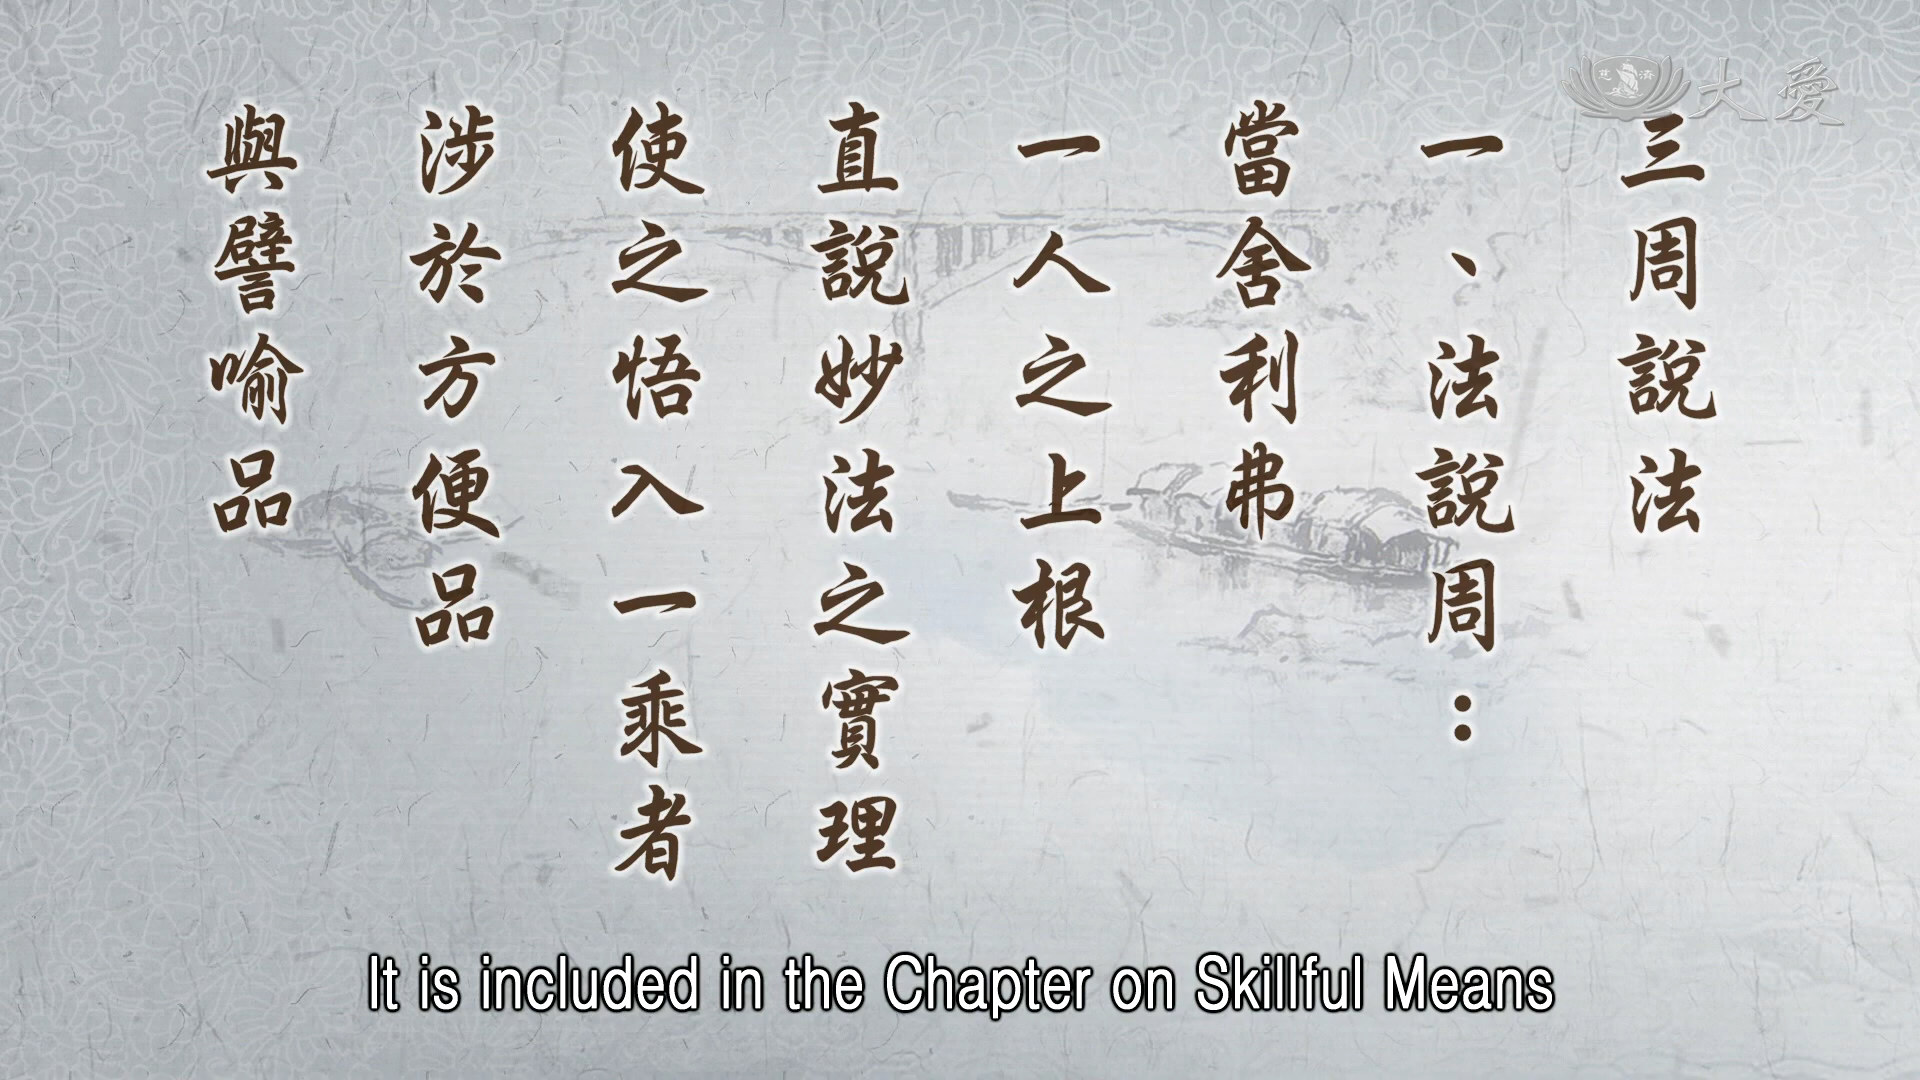 三周說法
一、法說周：
當舍利弗
一人之上根
直說妙法之實理
使之悟入一乘者
涉於方便品
與譬喻品
大愛
慈濟
It is included in the Chapter on Skillful Means